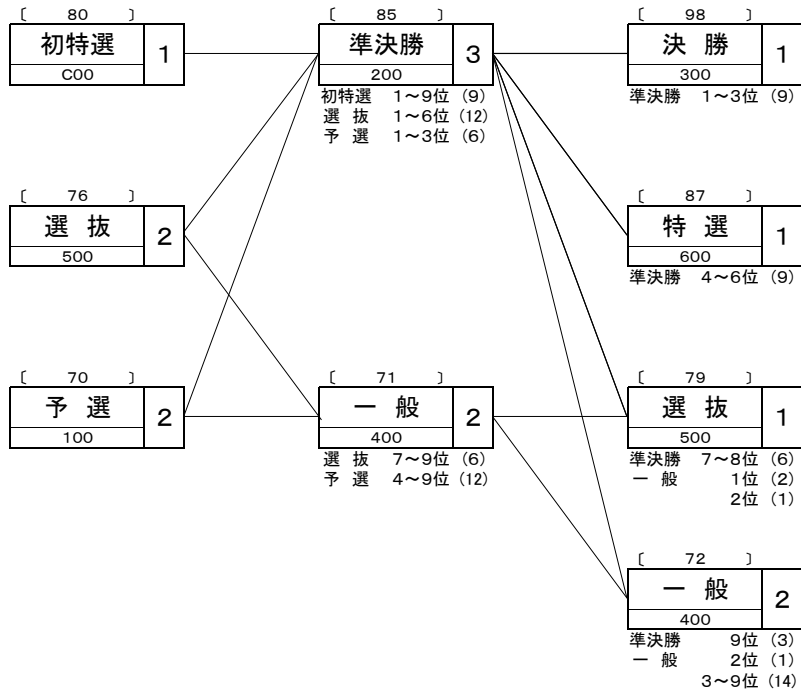 〔 80 〕
初特選 1
C00
〔 76 〕
選 抜 2
500
〔 70 〕
予 選 2
100
〔 85 〕
準決勝 3
200
初特選 1～9位 (9)
選 抜 1～6位 (12)
予 選 1～3位 (6)
〔 71 〕
一 般 2
400
選 抜 7～9位 (6)
予 選 4～9位 (12)
〔 98 〕
決 勝 1
300
準決勝 1～3位 (9)
〔 87 〕
特 選 1
600
準決勝 4～6位 (9)
〔 79 〕
選 抜 1
500
準決勝 7～8位 (6)
一 般 1位 (2)
2位 (1)
〔 72 〕
一 般 2
400
準決勝 9位 (3)
一 般 2位 (1)
3～9位 (14)